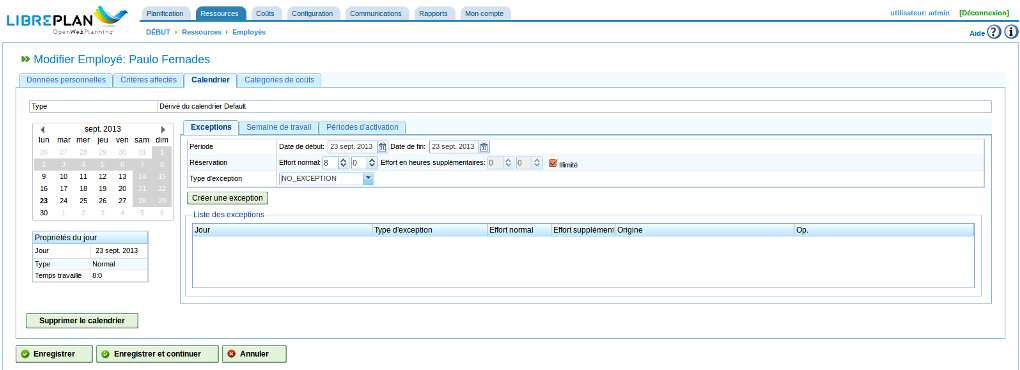 LIBREPLAN
OpenWebPlanning
Planification Ressources Coûts Configuration Communications Rapports Mon compte
utilisateur: admin [Déconnexion]
DÉBUT Ressources Employés
Aide
Modifier Employé: Paulo Fernades
Données personnelles Critères affectés Calendrier Catégories de coûts
Type Dérivé du calendrier Default
sept. 2013
lun mar mer jeu ven sam dim
26 27 28 29 30 31 1
2 3 4 5 6 7 8
9 10 11 12 13 14 15
16 17 18 19 20 21 22
23 24 25 26 27 28 29
30 1 2 3 4 5 6
Propriétés du jour
Jour 23 sept. 2013
Type Normal
Temps travaillé 8:0
Exceptions Semaine de travail Périodes d'activation
Période Date de début: 23 sept. 2013 Date de fin: 23 sept. 2013
Réservation Effort normal: 8 0 Effort en heures supplémentaires: 0 0 Illimité
Type d'exception NO_EXCEPTION
Créer une exception
Liste des exceptions
Jour Type d'exception Effort normal Effort supplément Origine Op.
Supprimer le calendrier
Enregistrer Enregistrer et continuer Annuler